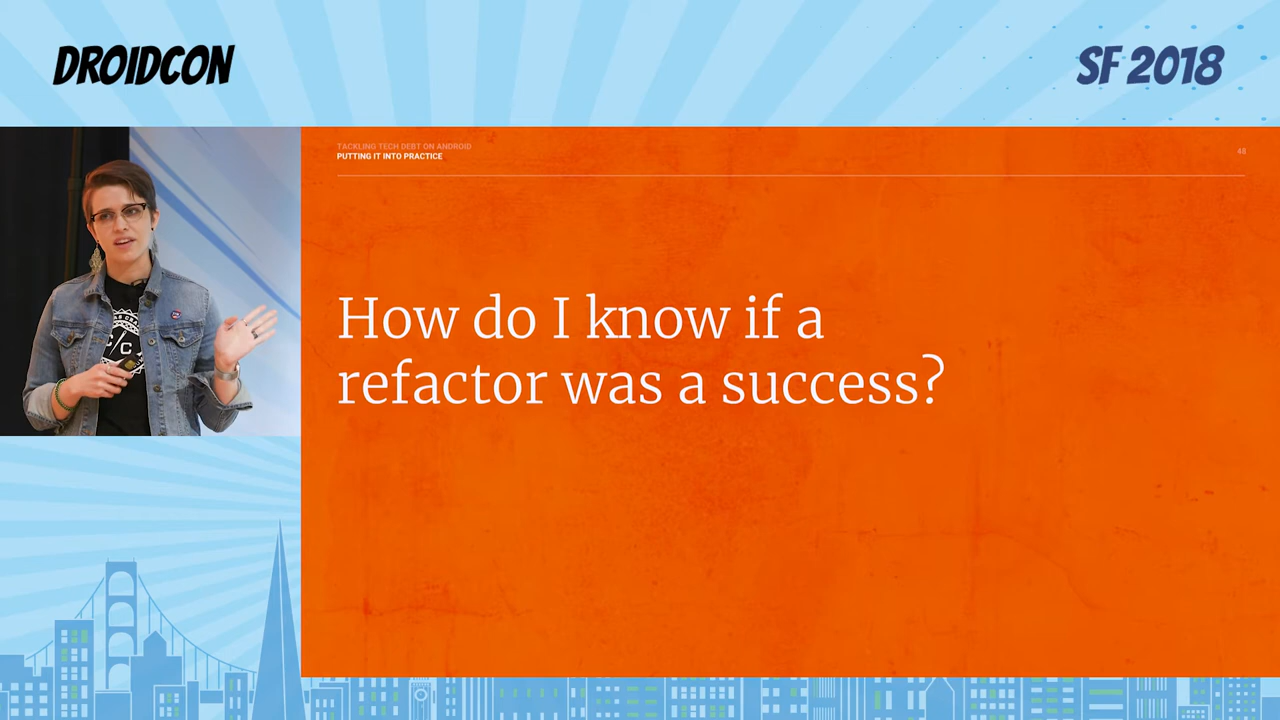 DROIDCON
SF 2018
TACKLING TECH DEBT ON ANDROID
PUTTING IT INTO PRACTICE
48
How do I know if a
refactor was a success?
C/C